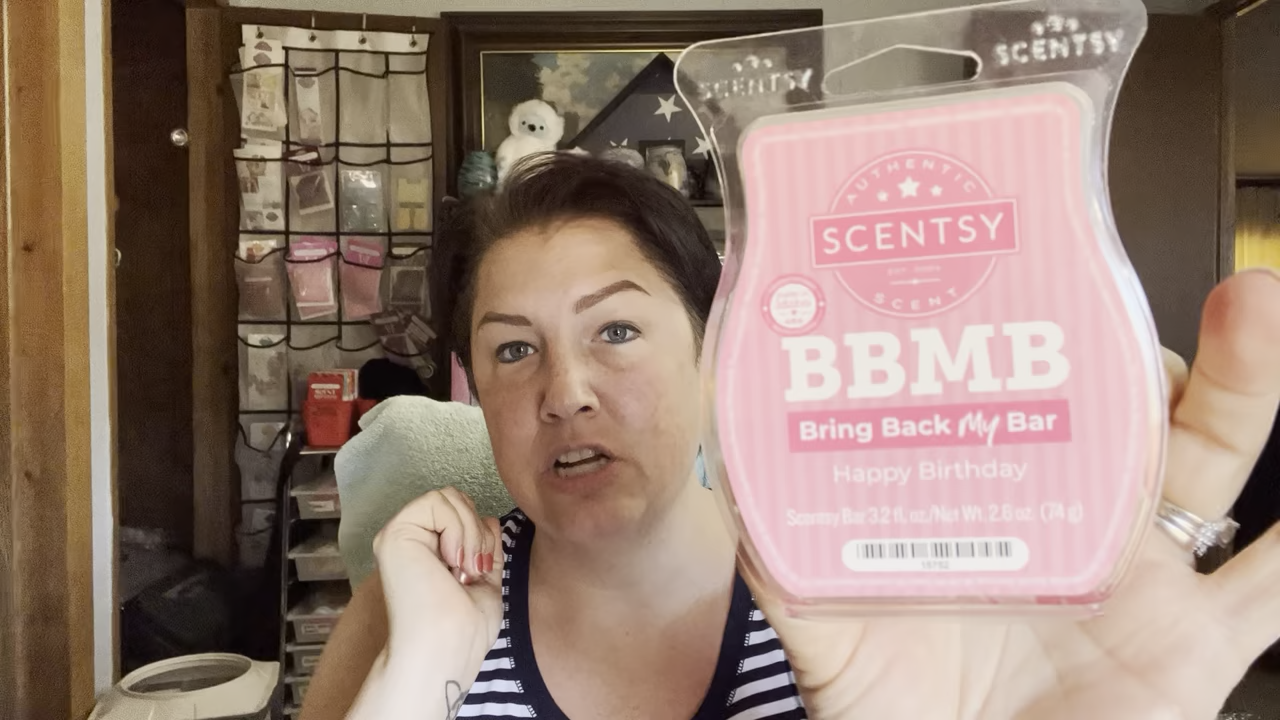 SCENTSY
SCENTSY
AUTHENTIC
SCENTSY
SCENT
BBMB
Bring Back My Bar
Happy Birthday
Scentsy Bar 3.2 fl. oz./Net Wt. 2.6 oz. (74 g)